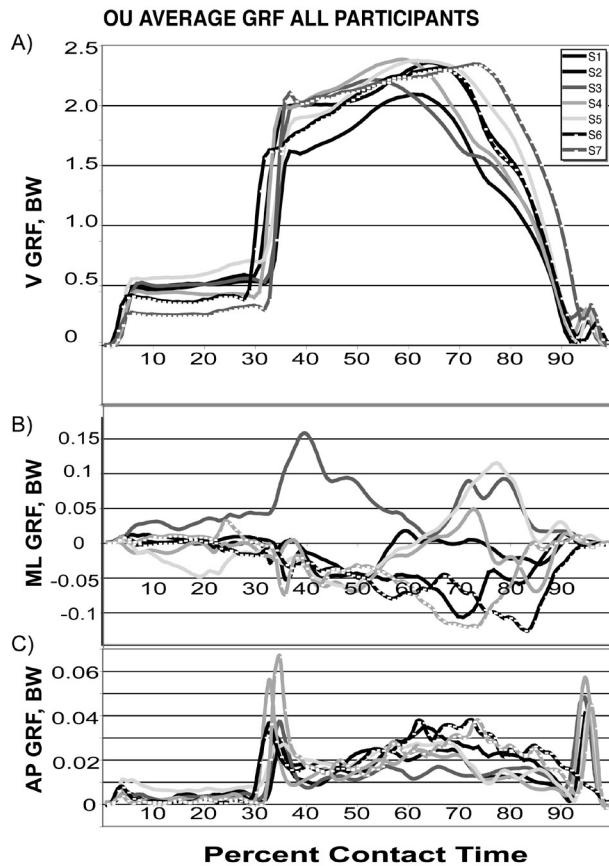 OU AVERAGE GRF ALL PARTICIPANTS
A)
V GRF, BW
2.5
2.0
1.5
1.0
0.5
0
S1
S2
S3
S4
S5
S6
S7
10 20 30 40 50 60 70 80 90
B)
ML GRF, BW
0.15
0.1
0.05
0
-0.05
-0.1
10 20 30 40 50 60 70 80 90
C)
AP GRF, BW
0.06
0.04
0.02
0
10 20 30 40 50 60 70 80 90
Percent Contact Time